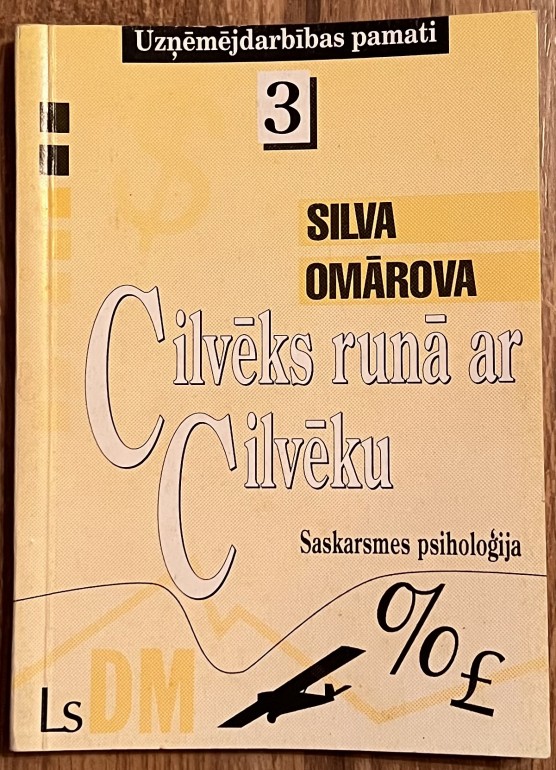 Uzņēmējdarbības pamati
3
SILVA
OMĀROVA
Cilvēks runā ar
Cilvēku
Saskarsmes psiholoģija
%
£
Ls
DM
$